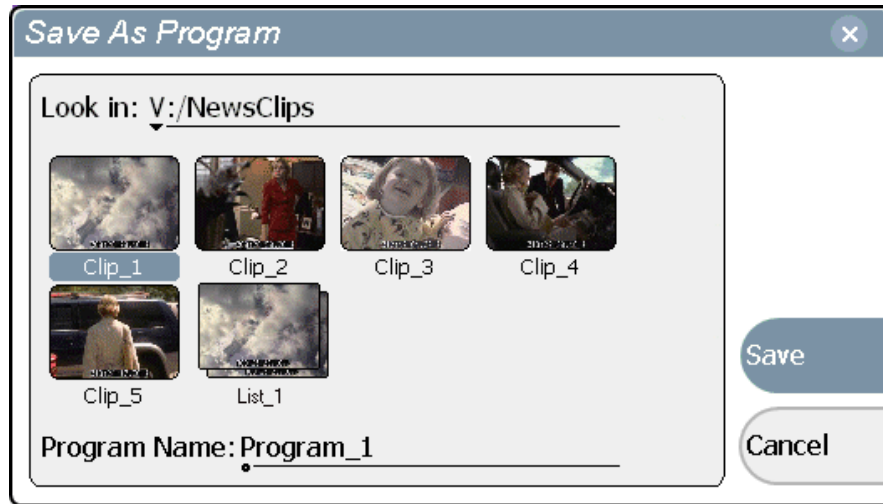 Save As Program
Look in: V:/NewsClips
Clip_1 Clip_2 Clip_3 Clip_4
Clip_5 List_1
Save
Program Name: Program_1
Cancel